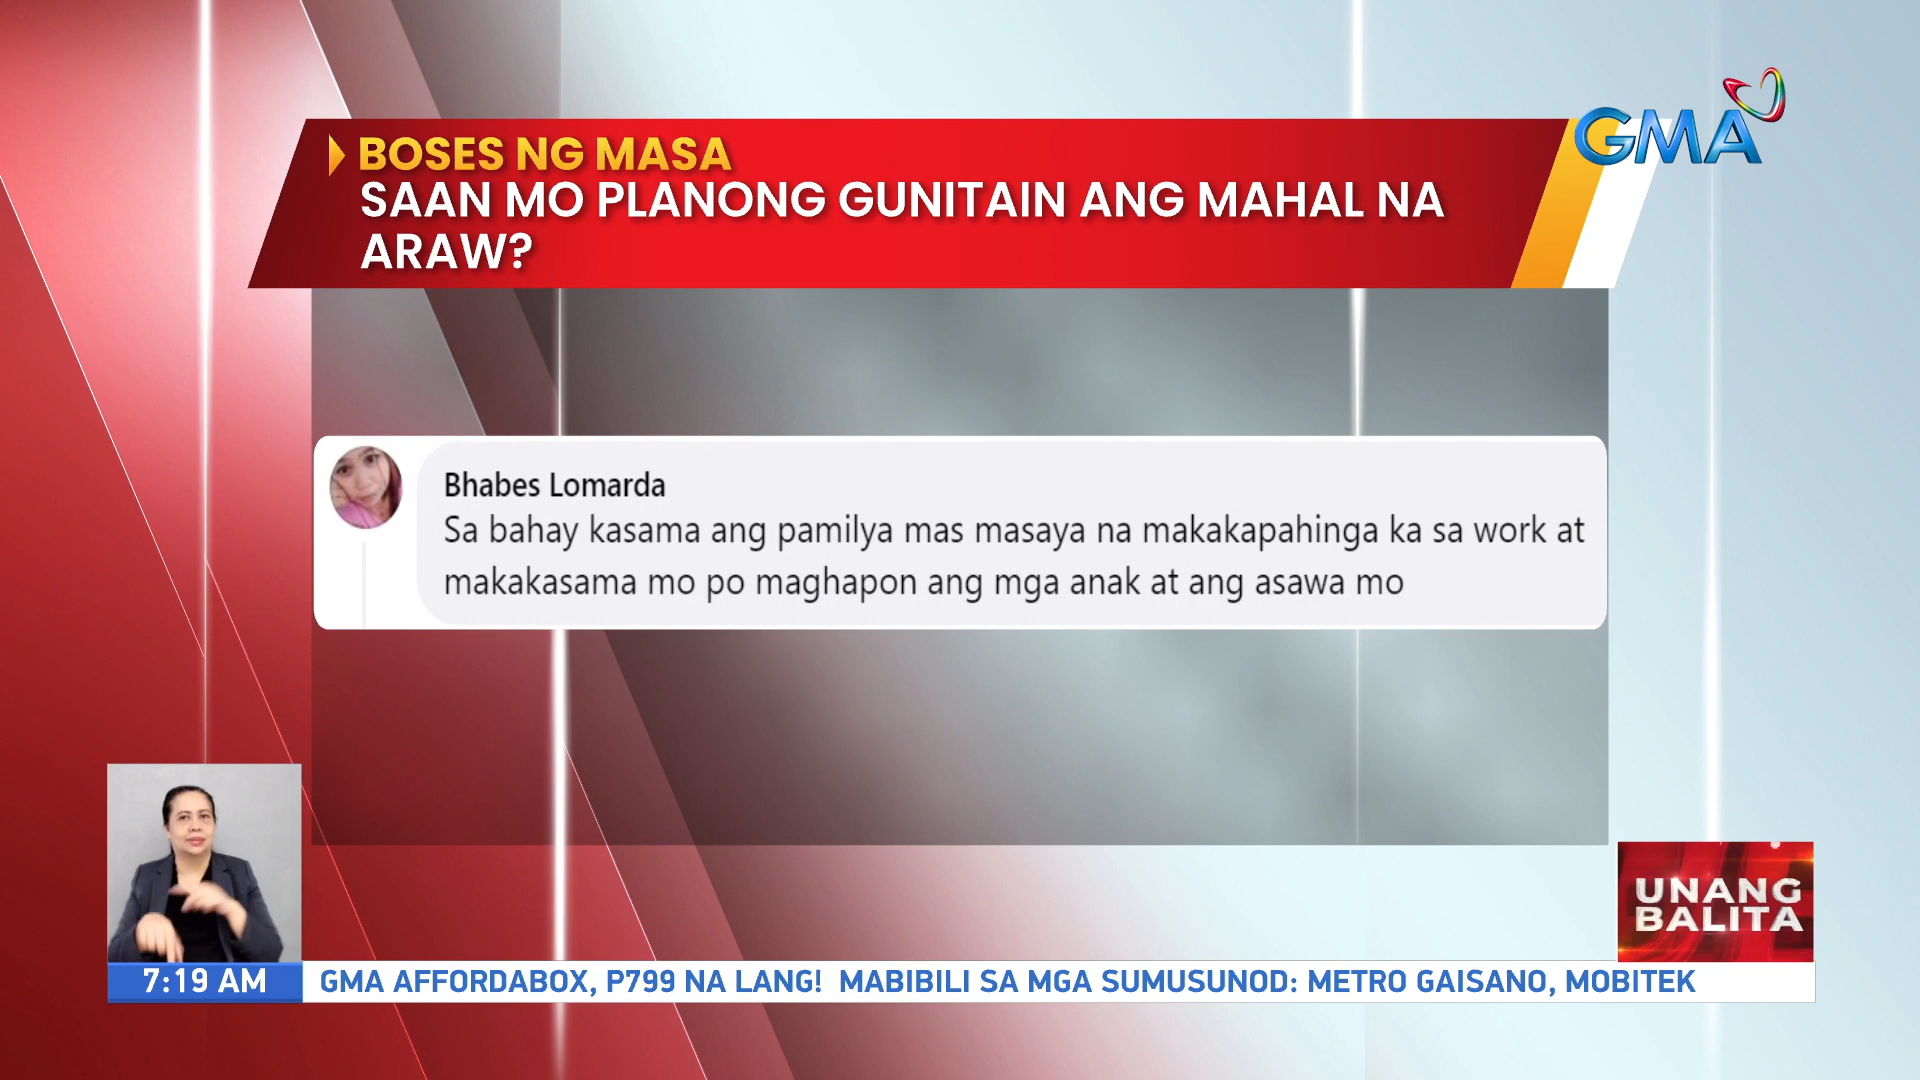 BOSES NG MASA
SAAN MO PLANONG GUNITAIN ANG MAHAL NA
ARAW?
GMA
Bhabes Lomarda
Sa bahay kasama ang pamilya mas masaya na makakapahinga ka sa work at
makakasama mo po maghapon ang mga anak at ang asawa mo
UNANG
BALITA
7:19 AM
GMA AFFORDABOX, P799 NA LANG! MABIBILI SA MGA SUMUSUNOD: METRO GAISANO, MOBITEK